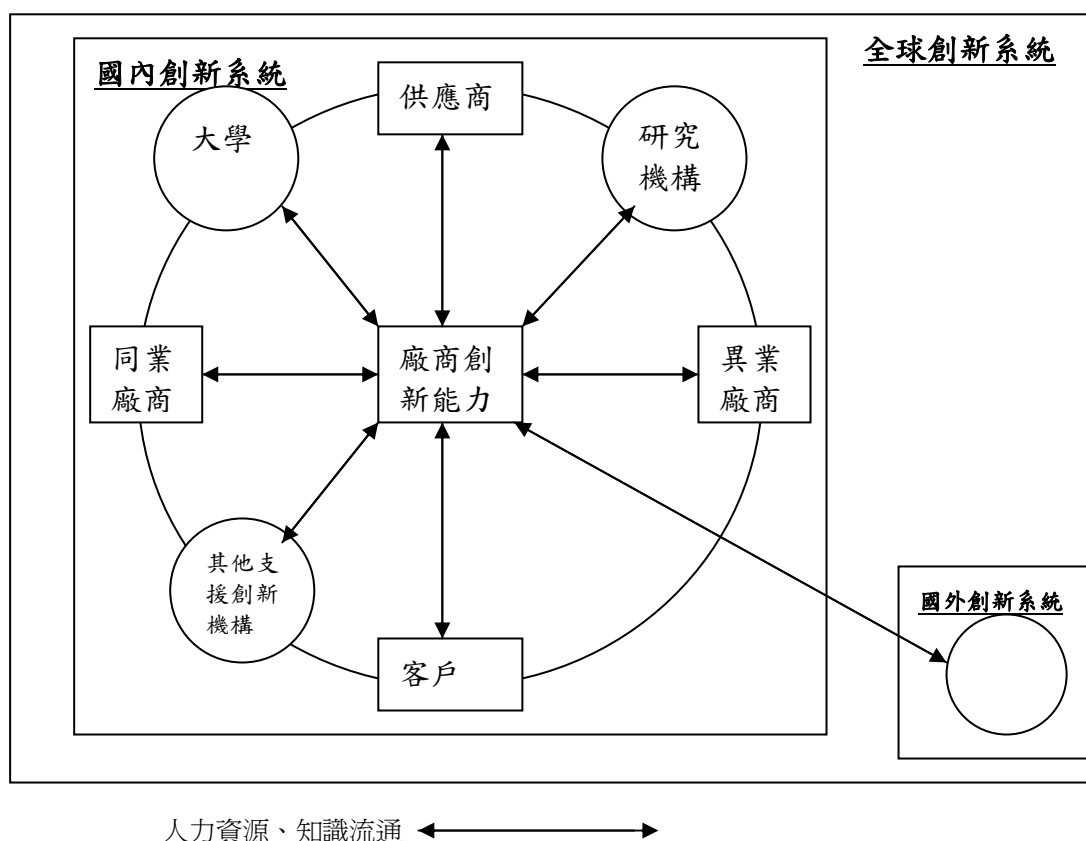 全球創新系統
國內創新系統
供應商
大學
研究
機構
同業
廠商
廠商創
新能力
異業
廠商
其他支
援創新
機構
國外創新系統
客戶
人力資源、知識流通